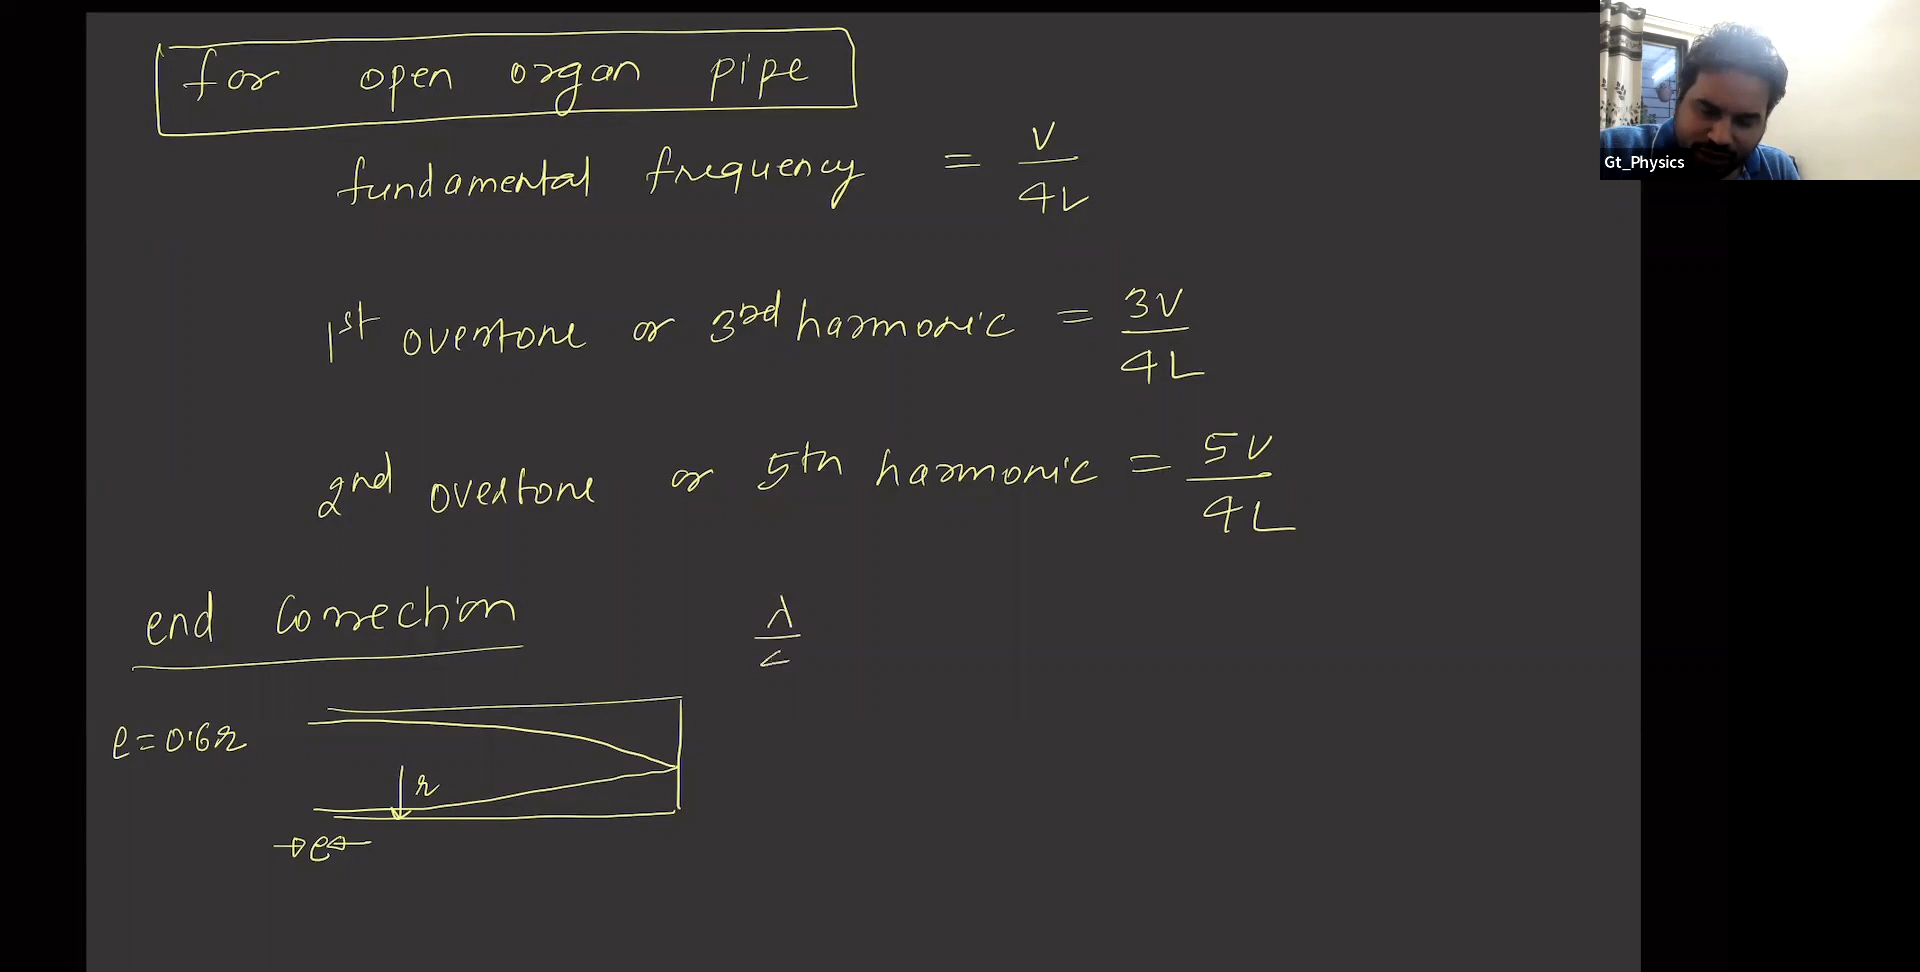 for open organ pipe
Gt_Physics
fundamental frequency = V/4L
1st overtone or 3rd harmonic = 3V/4L
2nd overtone or 5th harmonic = 5V/4L
end correction
λ
e=0.6r
r
e